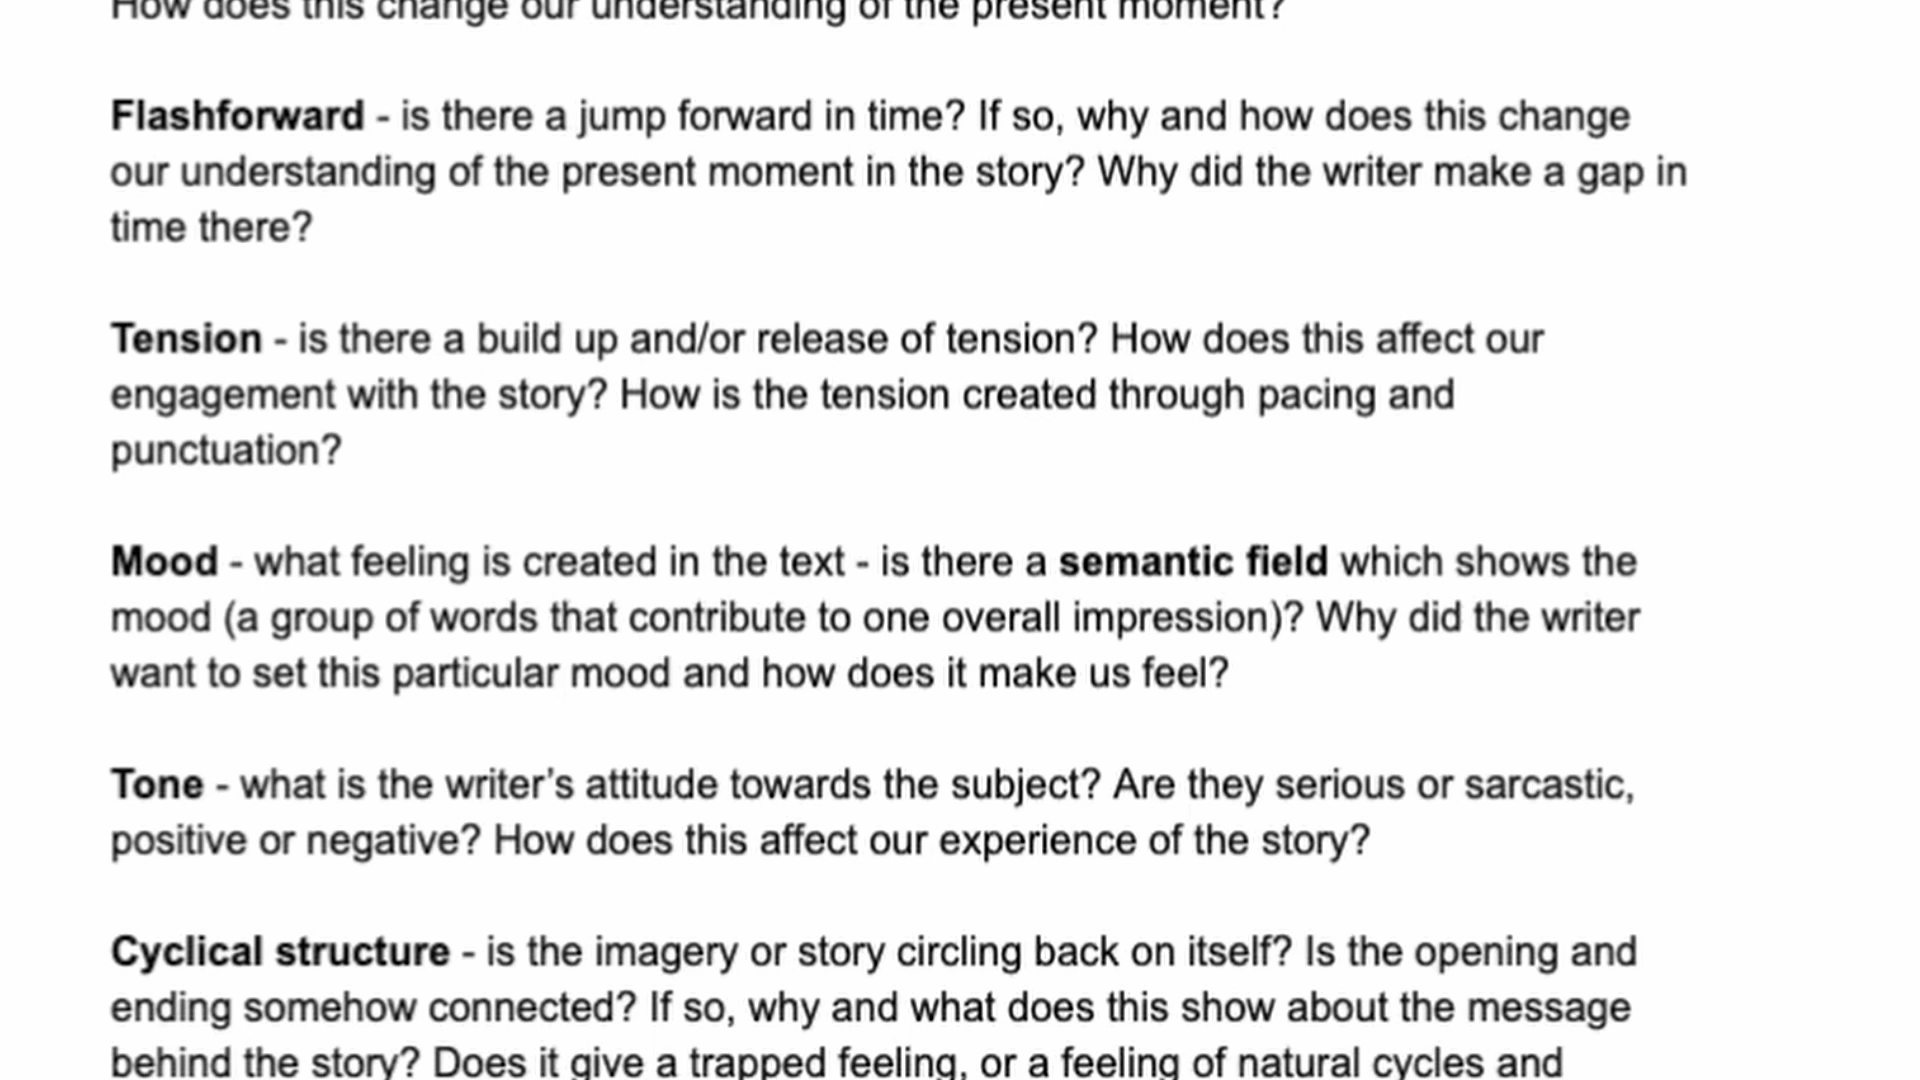 How does this change our understanding of the present moment?
Flashforward - is there a jump forward in time? If so, why and how does this change
our understanding of the present moment in the story? Why did the writer make a gap in
time there?
Tension - is there a build up and/or release of tension? How does this affect our
engagement with the story? How is the tension created through pacing and
punctuation?
Mood - what feeling is created in the text - is there a semantic field which shows the
mood (a group of words that contribute to one overall impression)? Why did the writer
want to set this particular mood and how does it make us feel?
Tone - what is the writer’s attitude towards the subject? Are they serious or sarcastic,
positive or negative? How does this affect our experience of the story?
Cyclical structure - is the imagery or story circling back on itself? Is the opening and
ending somehow connected? If so, why and what does this show about the message
behind the story? Does it give a trapped feeling, or a feeling of natural cycles and